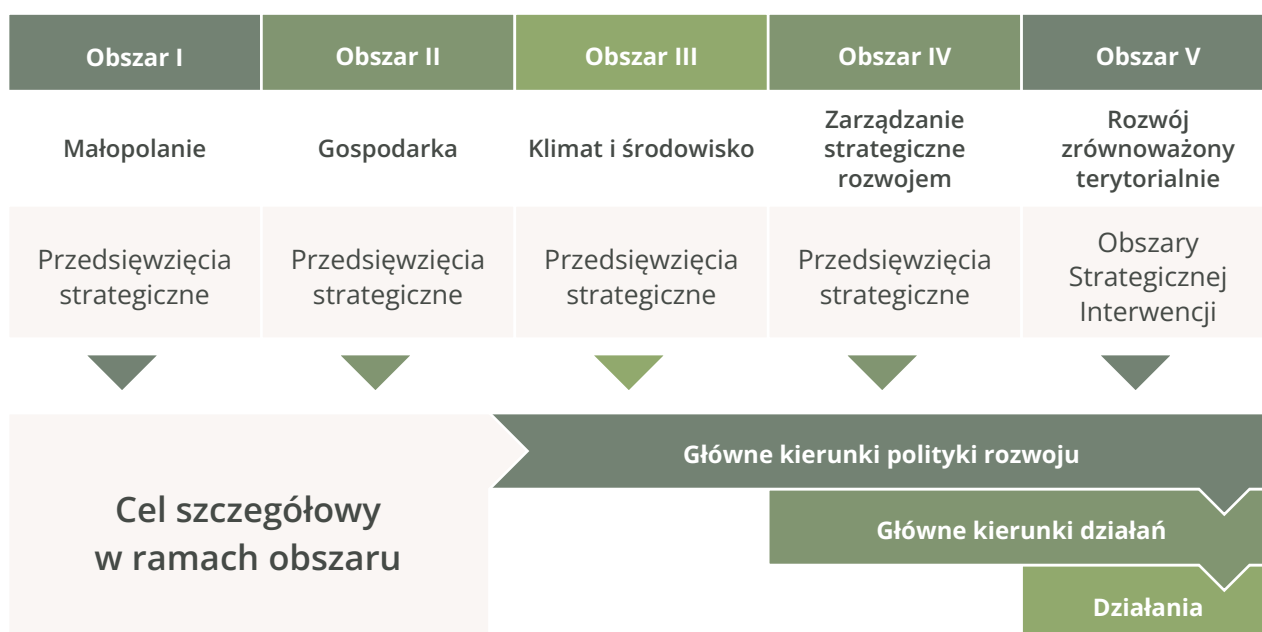 Obszar I
Obszar II
Obszar III
Obszar IV
Obszar V
Małopolanie
Gospodarka
Klimat i środowisko
Zarządzanie
strategiczne
rozwojem
Rozwój
zrównoważony
terytorialnie
Przedsięwzięcia
strategiczne
Przedsięwzięcia
strategiczne
Przedsięwzięcia
strategiczne
Przedsięwzięcia
strategiczne
Obszary
Strategicznej
Interwencji
Cel szczegółowy
w ramach obszaru
Główne kierunki polityki rozwoju
Główne kierunki działań
Działania